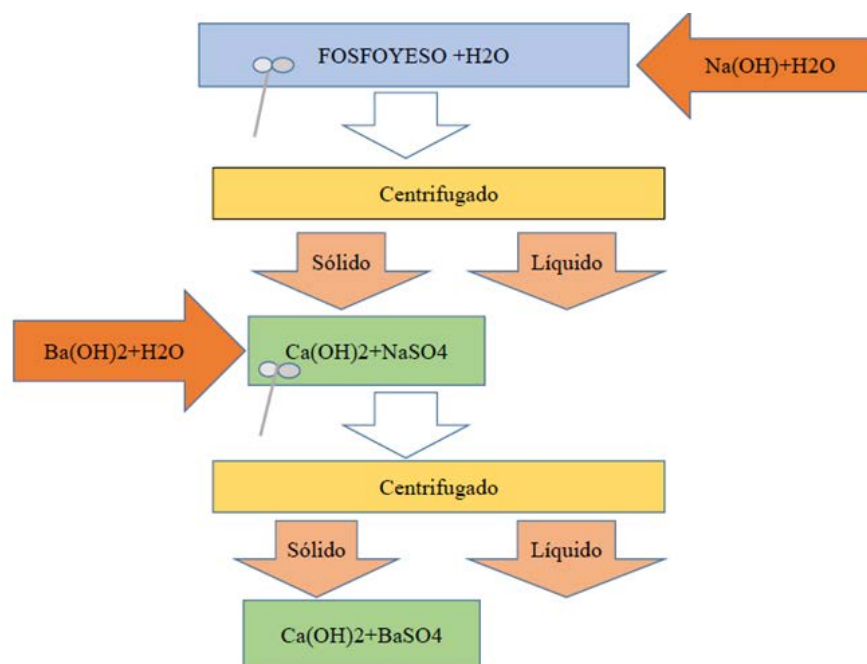 FOSFOYESO +H2O
Na(OH)+H2O
Centrifugado
Sólido
Líquido
Ba(OH)2+H2O
Ca(OH)2+NaSO4
Centrifugado
Sólido
Líquido
Ca(OH)2+BaSO4